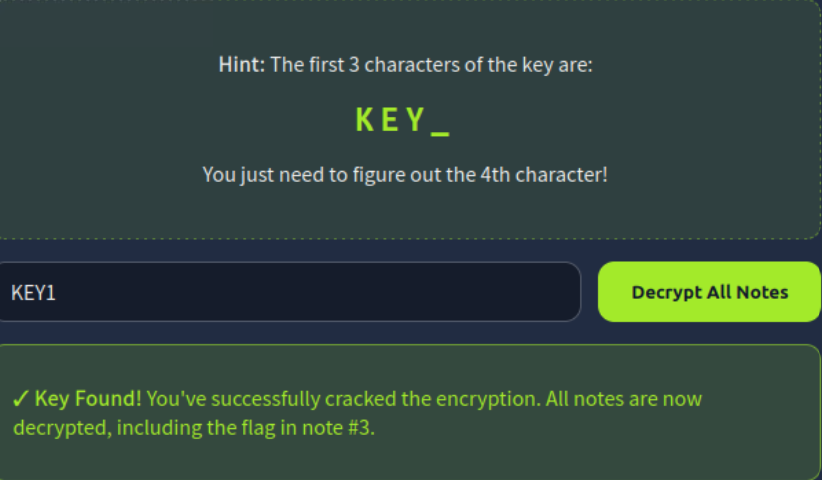 Hint: The first 3 characters of the key are:
KEY_
You just need to figure out the 4th character!
KEY1
Decrypt All Notes
✓ Key Found! You've successfully cracked the encryption. All notes are now
decrypted, including the flag in note #3.